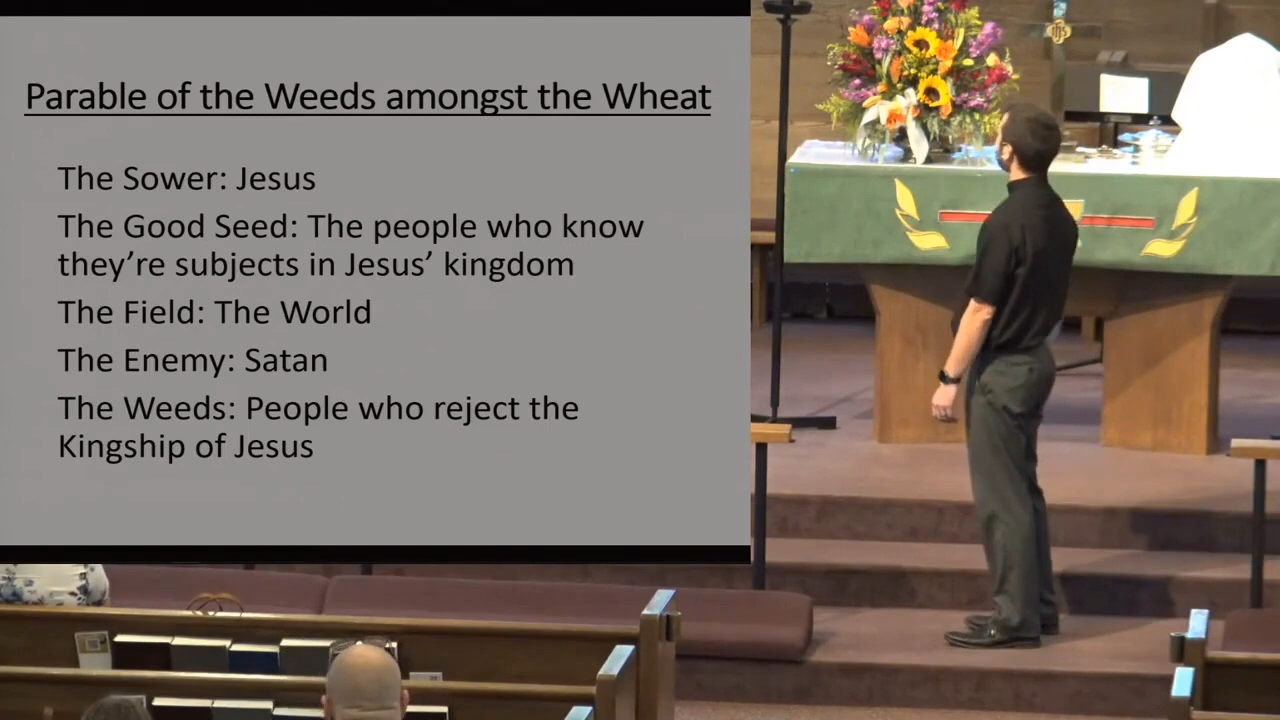 Parable of the Weeds amongst the Wheat
The Sower: Jesus
The Good Seed: The people who know
they’re subjects in Jesus’ kingdom
The Field: The World
The Enemy: Satan
The Weeds: People who reject the
Kingship of Jesus
IHS